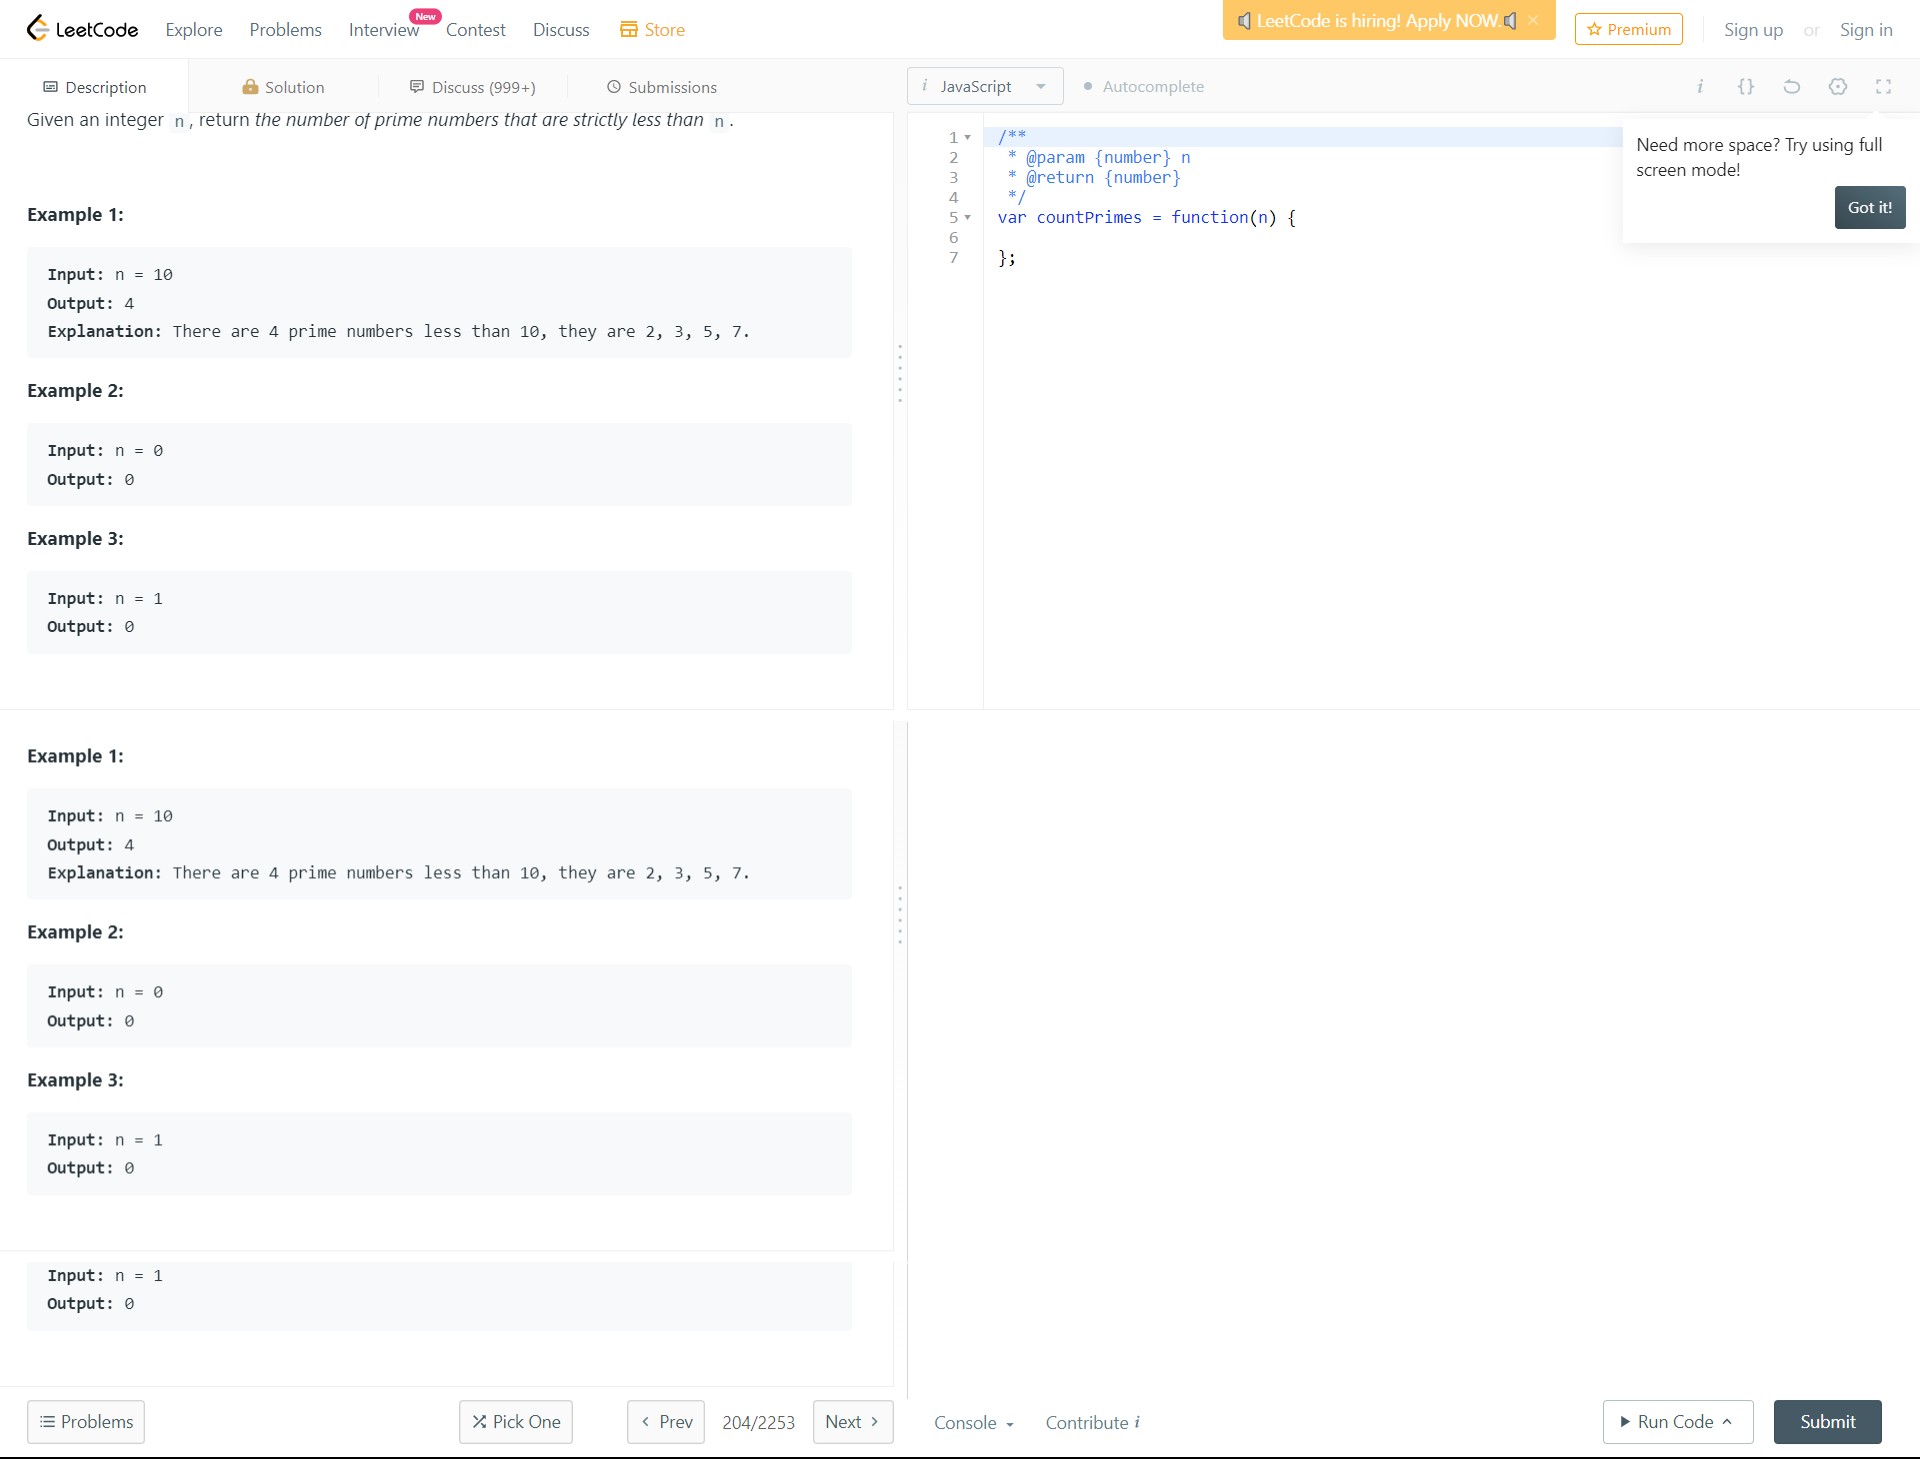 LeetCode Explore Problems Interview New Contest Discuss Store LeetCode is hiring! Apply NOW. × Premium Sign up or Sign in
Description Solution Discuss (999+) Submissions
i JavaScript Autocomplete i {}
Given an integer n, return the number of prime numbers that are strictly less than n.
Example 1:
Input: n = 10
Output: 4
Explanation: There are 4 prime numbers less than 10, they are 2, 3, 5, 7.
Example 2:
Input: n = 0
Output: 0
Example 3:
Input: n = 1
Output: 0
1 /**
2 * @param {number} n
3 * @return {number}
4 */
5 var countPrimes = function(n) {
6
7 };
Need more space? Try using full
screen mode!
Got it!
Example 1:
Input: n = 10
Output: 4
Explanation: There are 4 prime numbers less than 10, they are 2, 3, 5, 7.
Example 2:
Input: n = 0
Output: 0
Example 3:
Input: n = 1
Output: 0
Input: n = 1
Output: 0
Problems Pick One Prev 204/2253 Next Console Contribute i Run Code Submit